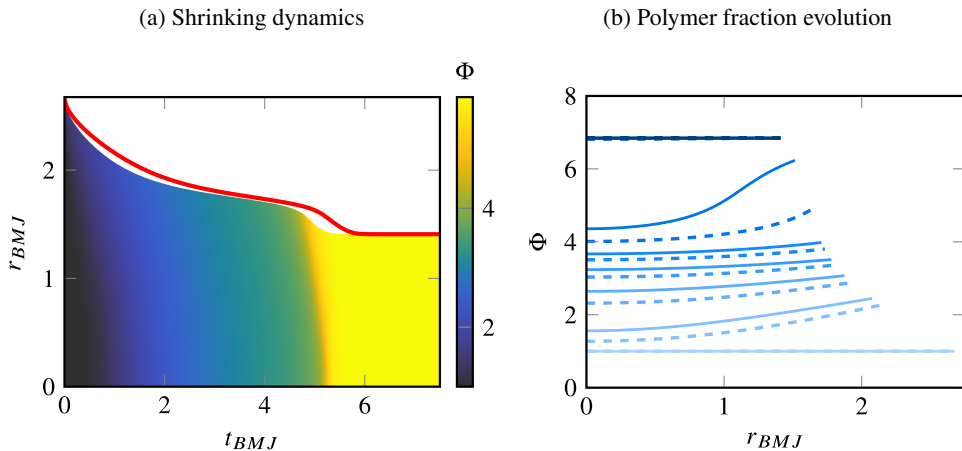 (a) Shrinking dynamics
(b) Polymer fraction evolution
Φ
2
1
0
r_BMJ
0
2
4
6
t_BMJ
4
2
8
6
4
2
0
Φ
0
1
2
r_BMJ